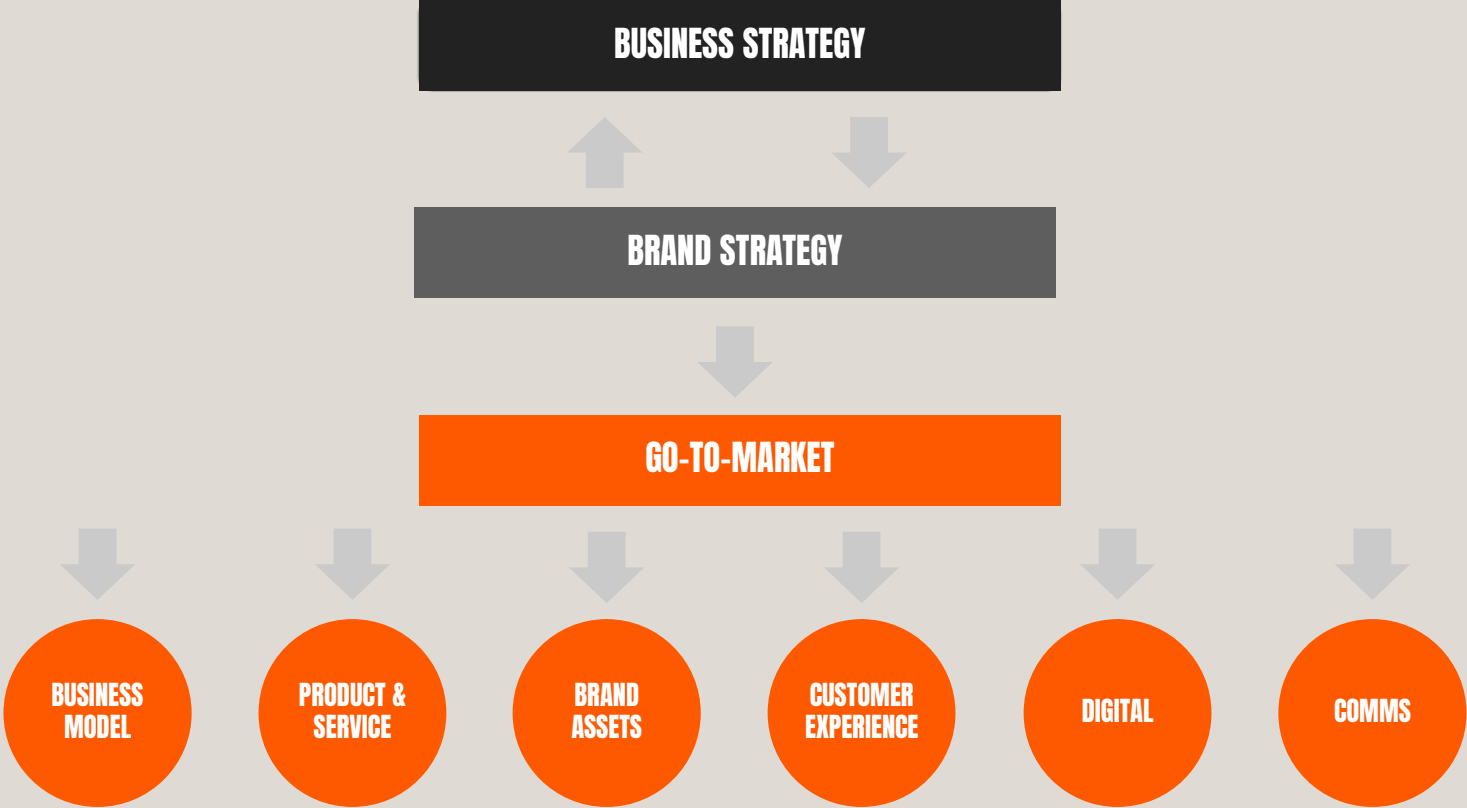 BUSINESS STRATEGY
BRAND STRATEGY
GO-TO-MARKET
BUSINESS
MODEL
PRODUCT &
SERVICE
BRAND
ASSETS
CUSTOMER
EXPERIENCE
DIGITAL
COMMS